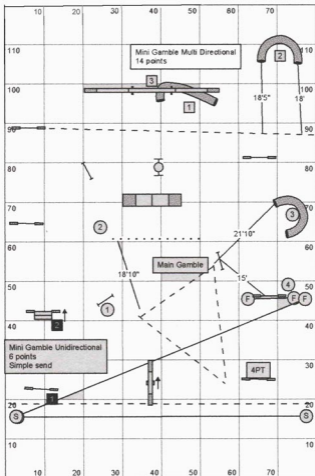 10 20 30 40 50 60 70
110 110
Mini Gamble Multi Directional
14 points
2
3
100 100
1
18'5" 18'
90 90
80 80
70 70
3
2
21'10"
60 60
Main Gamble
18'10"
15'
50 50
4
F F F
1
40 40
2
Mini Gamble Unidirectional
6 points
Simple send
30 30
4PT
1
20 20
S S
10 10
10 20 30 40 50 60 70